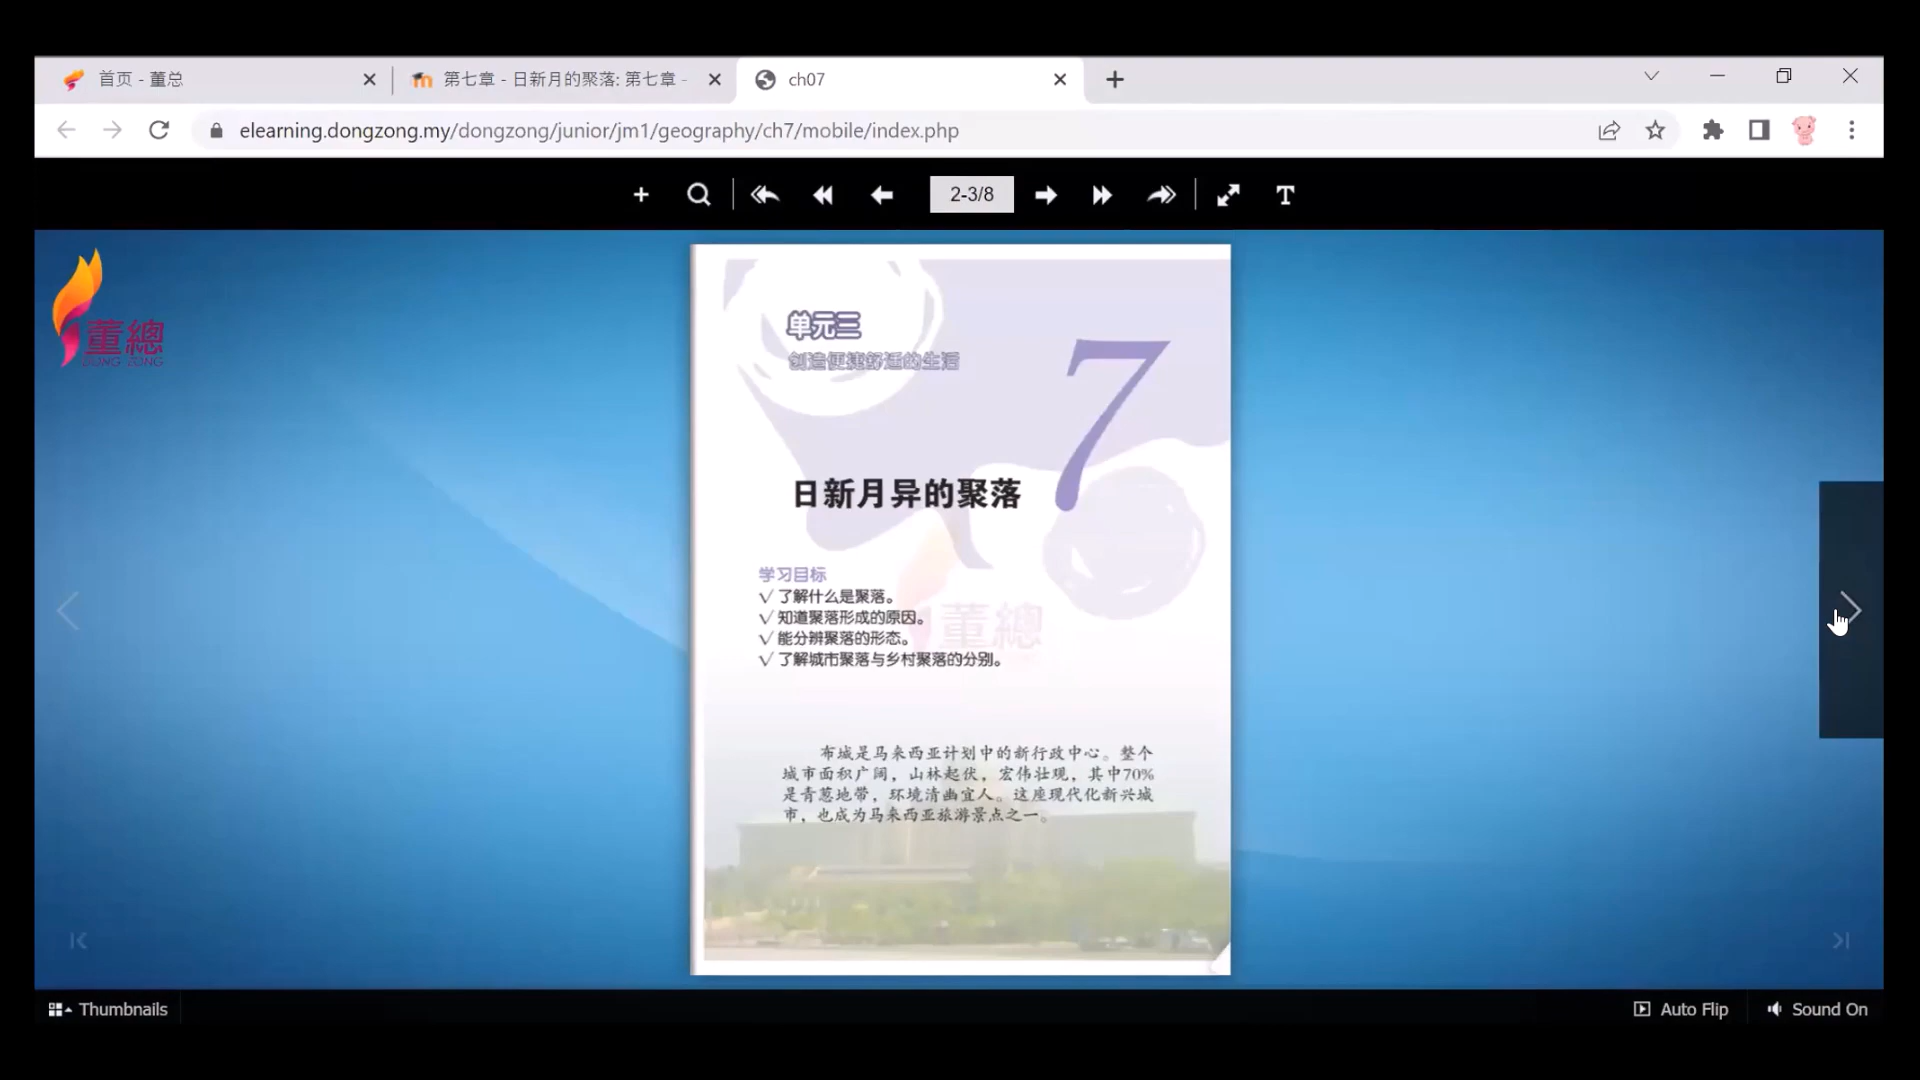 首页 - 董总
第七章 - 日新月的聚落: 第七章 -
ch07
elearning.dongzong.my/dongzong/junior/jm1/geography/ch7/mobile/index.php
2-3/8
董總
DONG ZONG
单元三
创造便捷舒适的生活
7
日新月异的聚落
学习目标
√ 了解什么是聚落。
√ 知道聚落形成的原因。
√ 能分辨聚落的形态。
√ 了解城市聚落与乡村聚落的分别。
董總
布城是马来西亚计划中的新行政中心。整个
城市面积广阔，山林起伏，宏伟壮观，其中70%
是青葱地带，环境清幽宜人。这座现代化新兴城
市，也成为马来西亚旅游景点之一。
Thumbnails
Auto Flip
Sound On